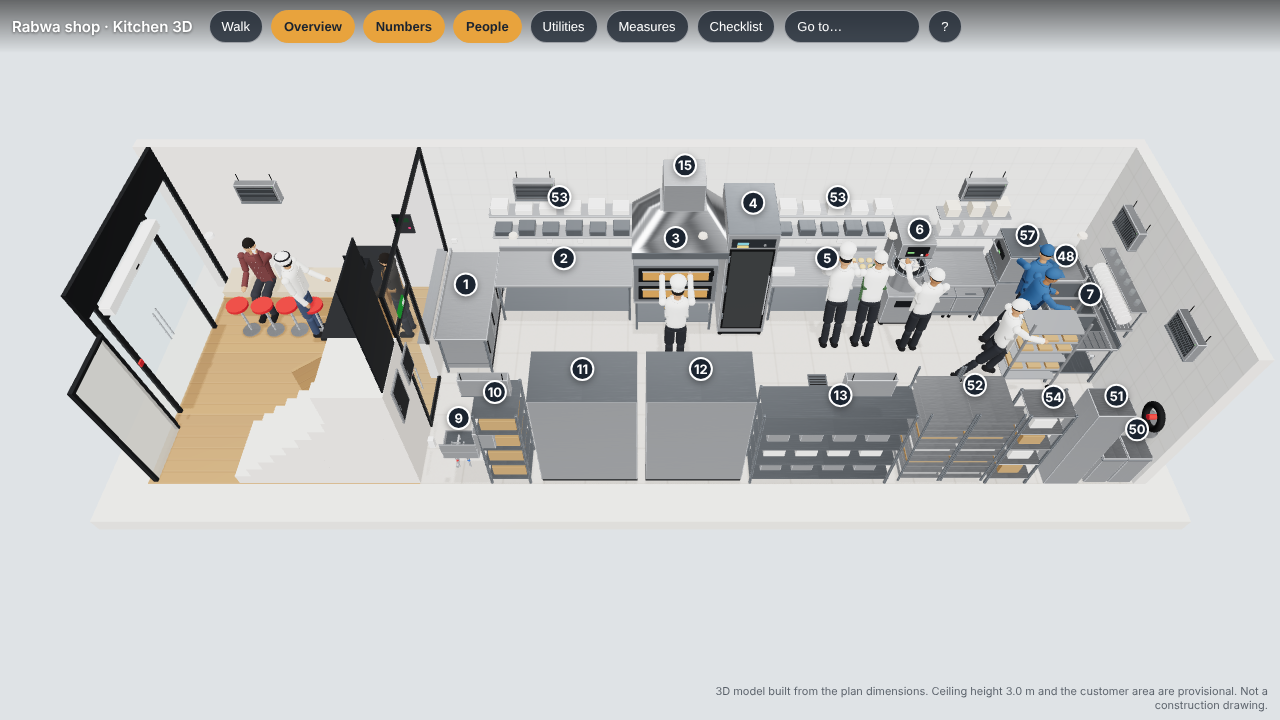 Rabwa shop · Kitchen 3D
Walk
Overview
Numbers
People
Utilities
Measures
Checklist
Go to…
?
15
53
53
4
3
6
57
2
5
48
1
7
11
12
10
13
52
54
51
9
50
3D model built from the plan dimensions. Ceiling height 3.0 m and the customer area are provisional. Not a
construction drawing.